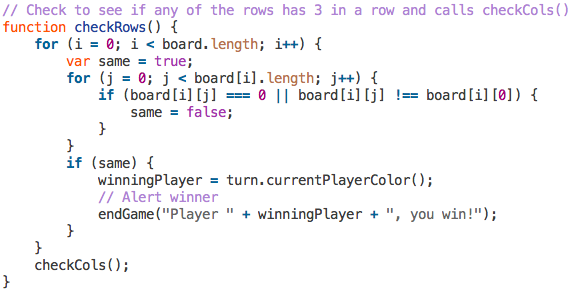 // Check to see if any of the rows has 3 in a row and calls checkCols()
function checkRows() {
    for (i = 0; i < board.length; i++) {
        var same = true;
        for (j = 0; j < board[i].length; j++) {
            if (board[i][j] === 0 || board[i][j] !== board[i][0]) {
                same = false;
            }
        }
        if (same) {
            winningPlayer = turn.currentPlayerColor();
            // Alert winner
            endGame("Player " + winningPlayer + ", you win!");
        }
    }
    checkCols();
}